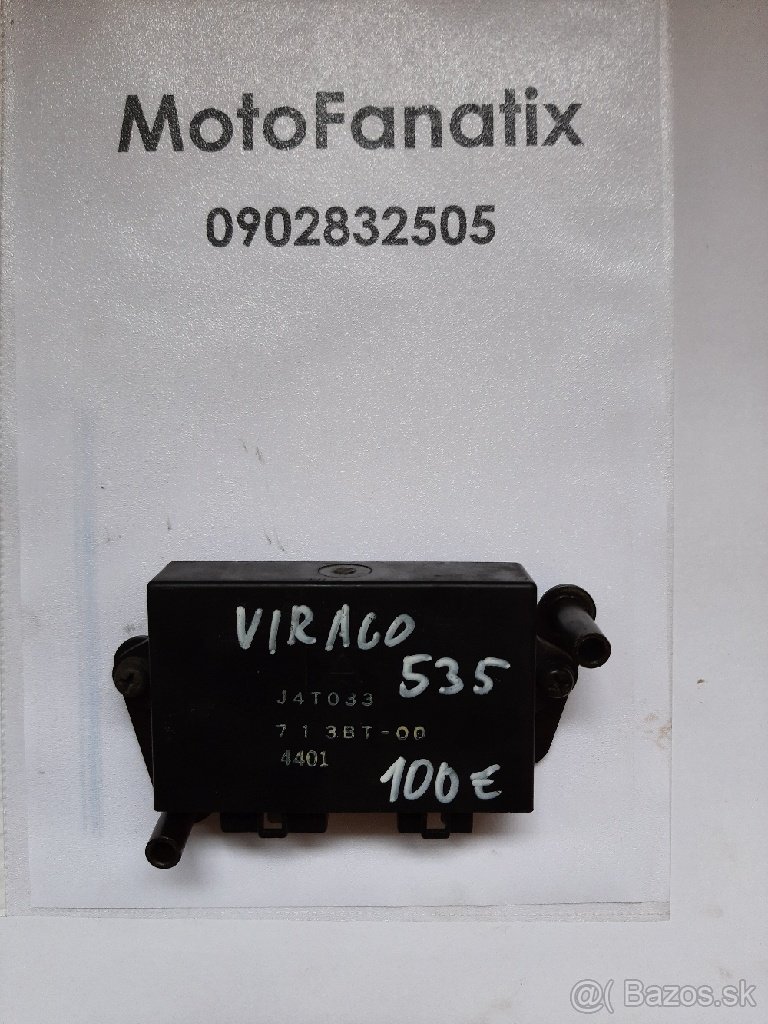 MotoFanatix
0902832505
VIRAGO
535
J4T033
7 1 3BT-00
4401
100€
@( Bazos.sk